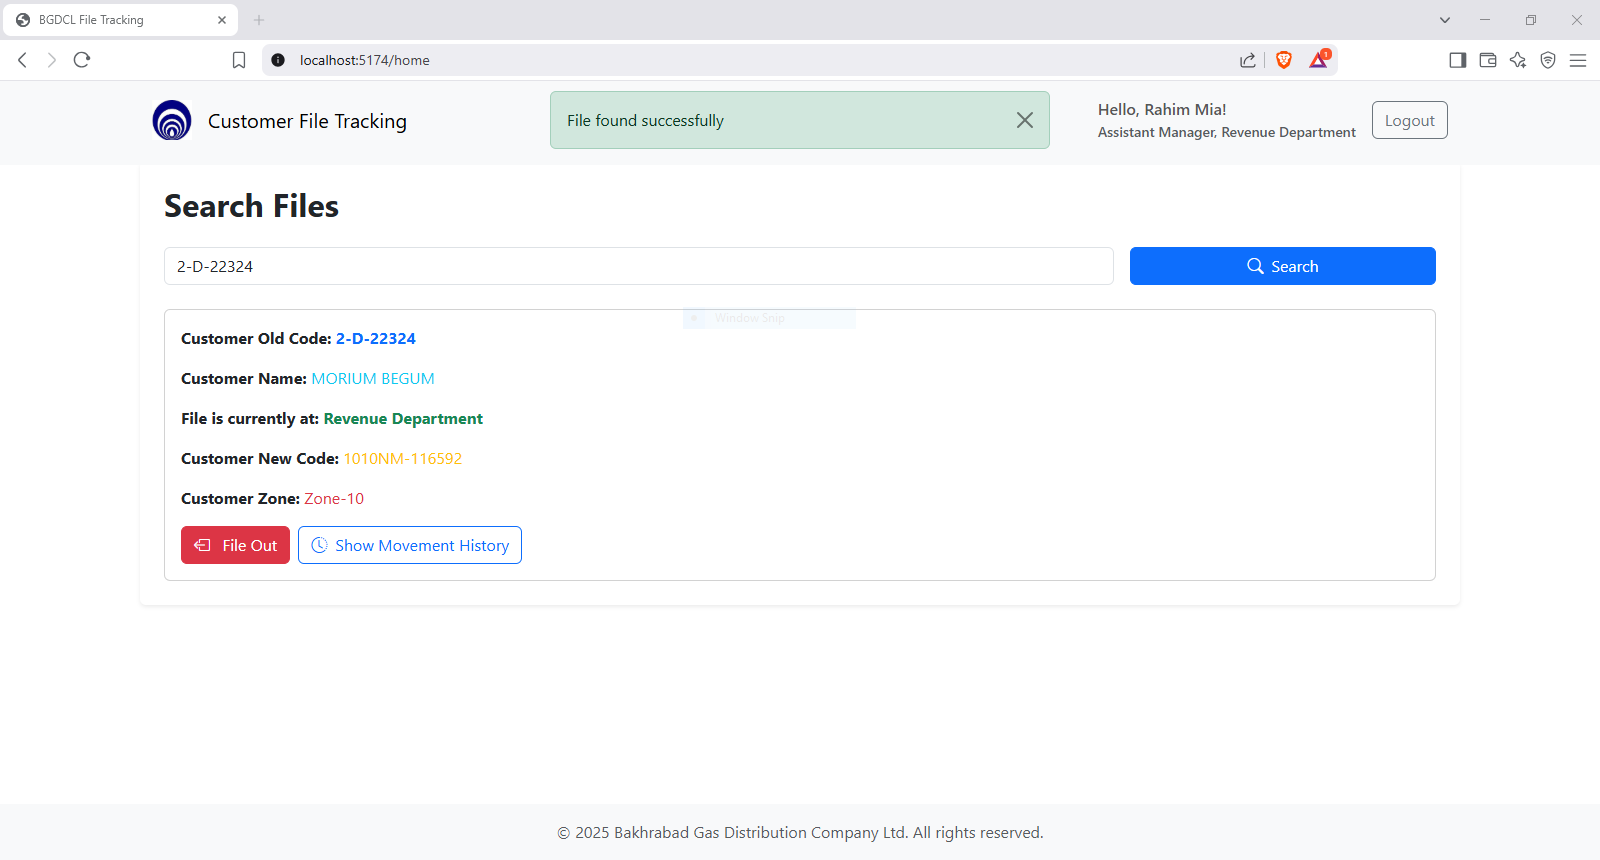 BGDCL File Tracking
localhost:5174/home
1
Customer File Tracking
File found successfully
Hello, Rahim Mia!
Assistant Manager, Revenue Department
Logout
Search Files
2-D-22324
Search
Window Snip
Customer Old Code: 2-D-22324
Customer Name: MORIUM BEGUM
File is currently at: Revenue Department
Customer New Code: 1010NM-116592
Customer Zone: Zone-10
File Out
Show Movement History
© 2025 Bakhrabad Gas Distribution Company Ltd. All rights reserved.